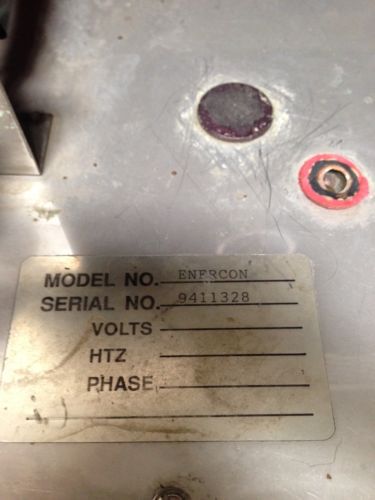 MODEL NO. ENERCON
SERIAL NO. 9411328
VOLTS
HTZ
PHASE